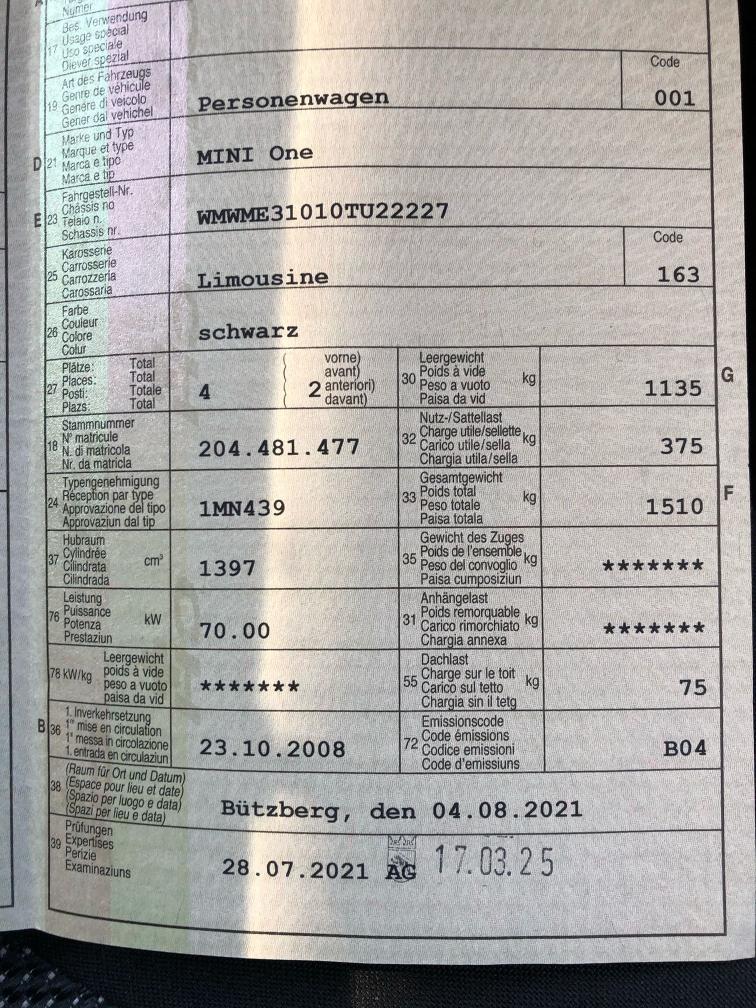 Numer
17
Bes. Verwendung
Usage spécial
Uso speciale
Diever spezial
19
Art des Fahrzeugs
Genre de véhicule
Genere di veicolo
Gener dal vehichel
Personenwagen
Code
001
D 21
Marke und Typ
Marque et type
Marca e tipo
Marca e tip
MINI One
E 23
Fahrgestell-Nr.
Châssis no
Telaio n.
Schassis nr.
WMWME31010TU22227
25
Karosserie
Carrosserie
Carrozzeria
Carossaria
Limousine
Code
163
26
Farbe
Couleur
Colore
Colur
schwarz
27
Plätze: Total
Places: Total
Posti: Totale
Plazs: Total
4
2
vorne)
avant)
anteriori)
davant)
30
Leergewicht
Poids à vide
Peso a vuoto
Paisa da vid
kg
1135
G
18
Stammnummer
N° matricule
N. di matricola
Nr. da matricla
204.481.477
32
Nutz-/Sattellast
Charge utile/sellette
Carico utile/sella
Chargia utila/sella
kg
375
24
Typengenehmigung
Réception par type
Approvazione del tipo
Approvaziun dal tip
1MN439
33
Gesamtgewicht
Poids total
Peso totale
Paisa totala
kg
1510
F
37
Hubraum
Cylindrée
Cilindrata
Cilindrada
cm³
1397
35
Gewicht des Zuges
Poids de l'ensemble
Peso del convoglio
Paisa cumposiziun
kg
*******
76
Leistung
Puissance
Potenza
Prestaziun
kW
70.00
31
Anhängelast
Poids remorquable
Carico rimorchiato
Chargia annexa
kg
*******
78 kW/kg
Leergewicht
poids à vide
peso a vuoto
paisa da vid
*******
55
Dachlast
Charge sur le toit
Carico sul tetto
Chargia sin il tetg
kg
75
B 36
1. Inverkehrsetzung
1re mise en circulation
1a messa in circolazione
1. entrada en circulaziun
23.10.2008
72
Emissionscode
Code émissions
Codice emissioni
Code d'emissiuns
B04
38
(Raum für Ort und Datum)
(Espace pour lieu et date)
(Spazio per luogo e data)
(Spazi per lieu e data)
Bützberg, den 04.08.2021
39
Prüfungen
Expertises
Perizie
Examinaziuns
28.07.2021 AG 17.03.25